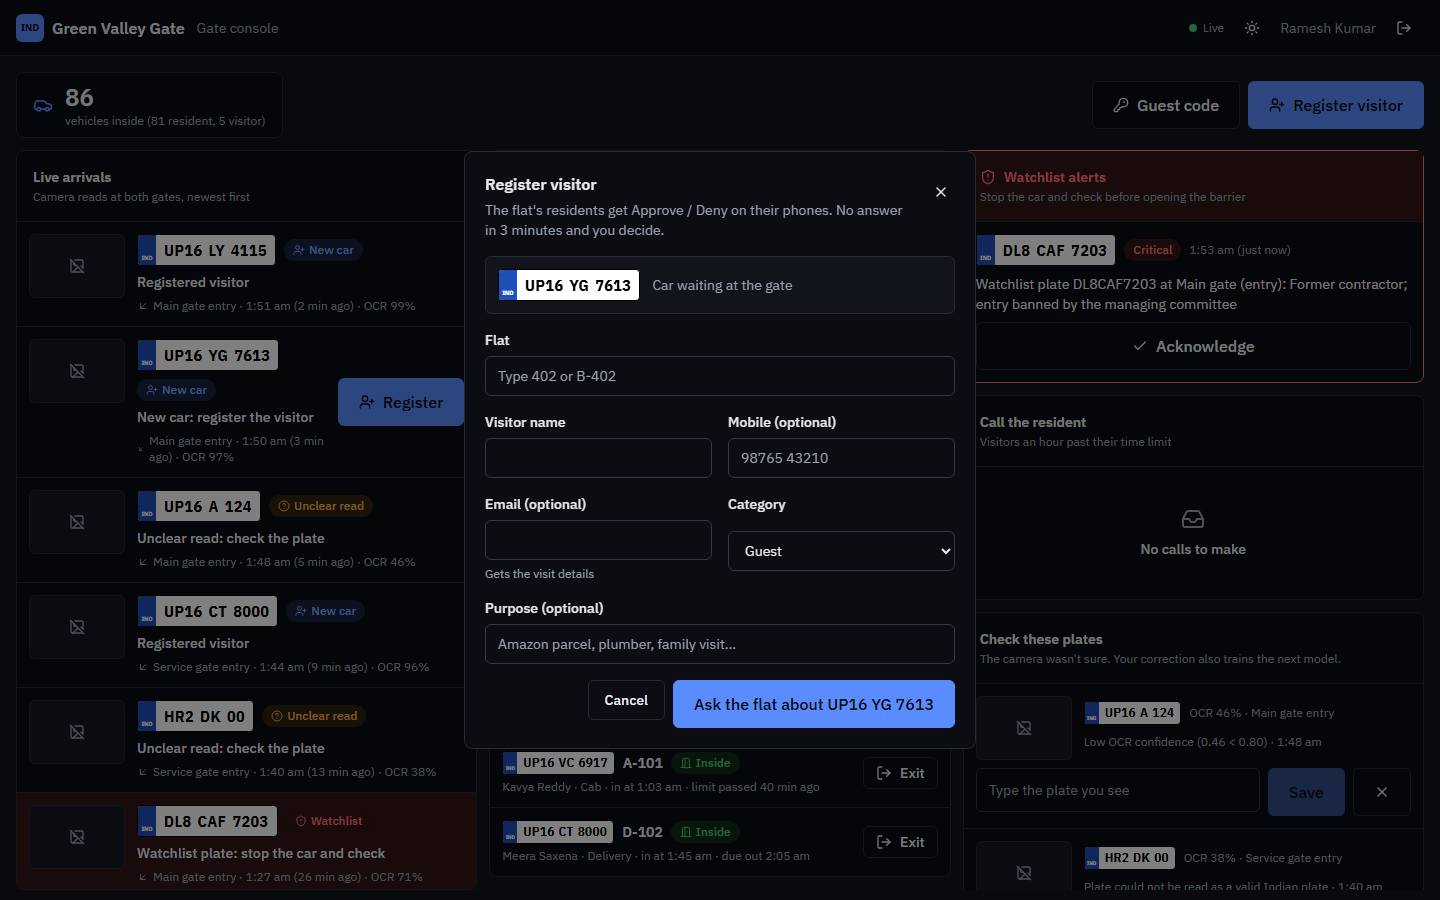 IND Green Valley Gate Gate console
Live Ramesh Kumar
86
vehicles inside (81 resident, 5 visitor)
Guest code
Register visitor
Live arrivals
Camera reads at both gates, newest first
IND UP16 LY 4115 New car
Registered visitor
Main gate entry · 1:51 am (2 min ago) · OCR 99%
IND UP16 YG 7613
New car
New car: register the visitor
Main gate entry · 1:50 am (3 min
ago) · OCR 97%
Register
IND UP16 A 124 Unclear read
Unclear read: check the plate
Main gate entry · 1:48 am (5 min ago) · OCR 46%
IND UP16 CT 8000 New car
Registered visitor
Service gate entry · 1:44 am (9 min ago) · OCR 96%
IND HR2 DK 00 Unclear read
Unclear read: check the plate
Service gate entry · 1:40 am (13 min ago) · OCR 38%
IND DL8 CAF 7203 Watchlist
Watchlist plate: stop the car and check
Main gate entry · 1:27 am (26 min ago) · OCR 71%
Register visitor
The flat's residents get Approve / Deny on their phones. No answer
in 3 minutes and you decide.
IND UP16 YG 7613 Car waiting at the gate
Flat
Type 402 or B-402
Visitor name
Mobile (optional)
98765 43210
Email (optional)
Gets the visit details
Category
Guest
Purpose (optional)
Amazon parcel, plumber, family visit...
Cancel
Ask the flat about UP16 YG 7613
IND UP16 VC 6917 A-101 Inside
Kavya Reddy · Cab · in at 1:03 am · limit passed 40 min ago
Exit
IND UP16 CT 8000 D-102 Inside
Meera Saxena · Delivery · in at 1:45 am · due out 2:05 am
Exit
Watchlist alerts
Stop the car and check before opening the barrier
IND DL8 CAF 7203 Critical 1:53 am (just now)
Watchlist plate DL8CAF7203 at Main gate (entry): Former contractor;
entry banned by the managing committee
Acknowledge
Call the resident
Visitors an hour past their time limit
No calls to make
Check these plates
The camera wasn't sure. Your correction also trains the next model.
IND UP16 A 124 OCR 46% · Main gate entry
Low OCR confidence (0.46 < 0.80) · 1:48 am
Type the plate you see
Save
IND HR2 DK 00 OCR 38% · Service gate entry
Plate could not be read as a valid Indian plate · 1:40 am